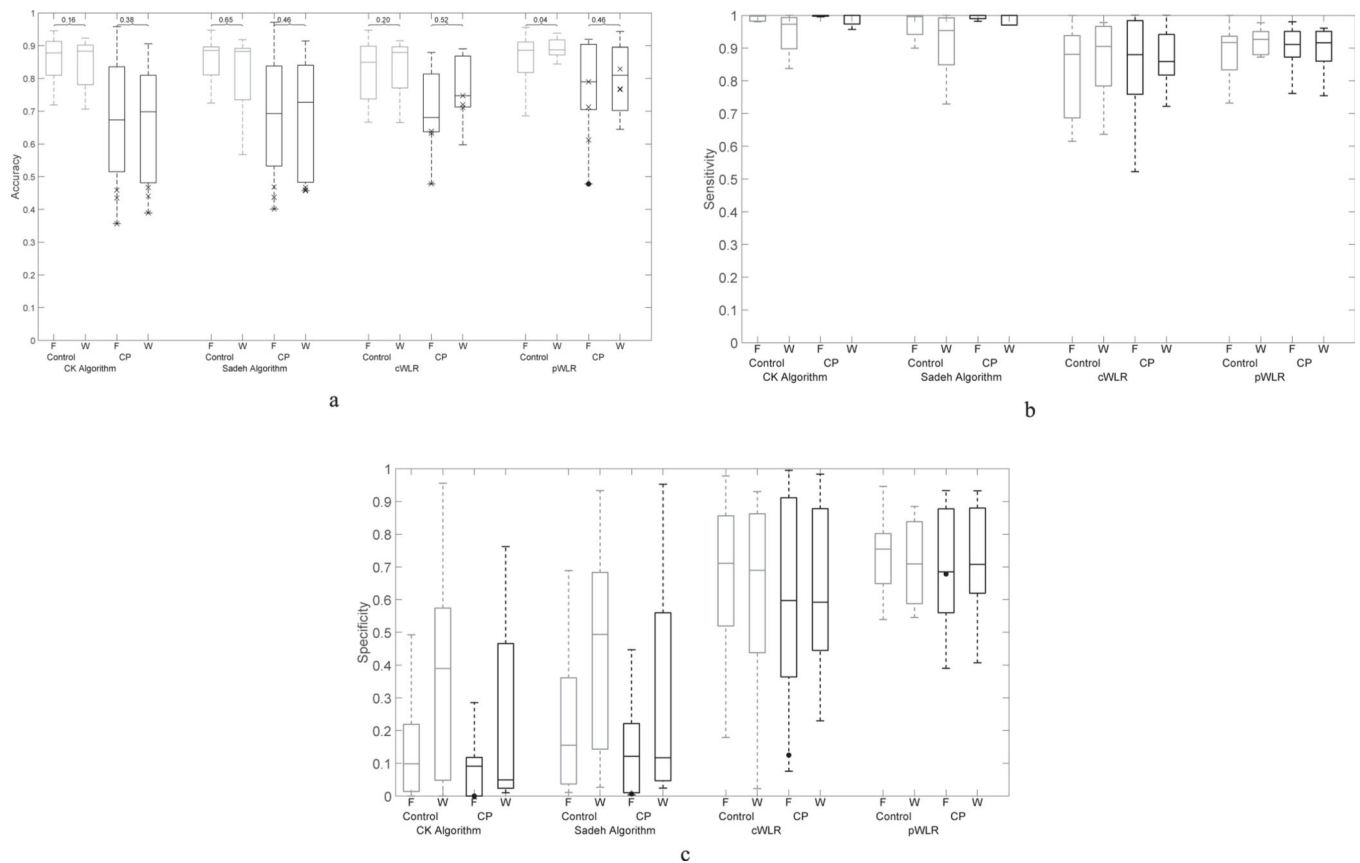 0.16 0.38 0.65 0.46 0.20 0.52 0.04 0.46
1
0.9
0.8
0.7
0.6
0.5
0.4
0.3
0.2
0.1
0
Accuracy
F W F W F W F W F W F W F W F W
Control CP Control CP Control CP Control CP
CK Algorithm Sadeh Algorithm cWLR pWLR
a
1
0.9
0.8
0.7
0.6
0.5
0.4
0.3
0.2
0.1
0
Sensitivity
F W F W F W F W F W F W F W F W
Control CP Control CP Control CP Control CP
CK Algorithm Sadeh Algorithm cWLR pWLR
b
1
0.9
0.8
0.7
0.6
0.5
0.4
0.3
0.2
0.1
0
Specificity
F W F W F W F W F W F W F W F W
Control CP Control CP Control CP Control CP
CK Algorithm Sadeh Algorithm cWLR pWLR
c